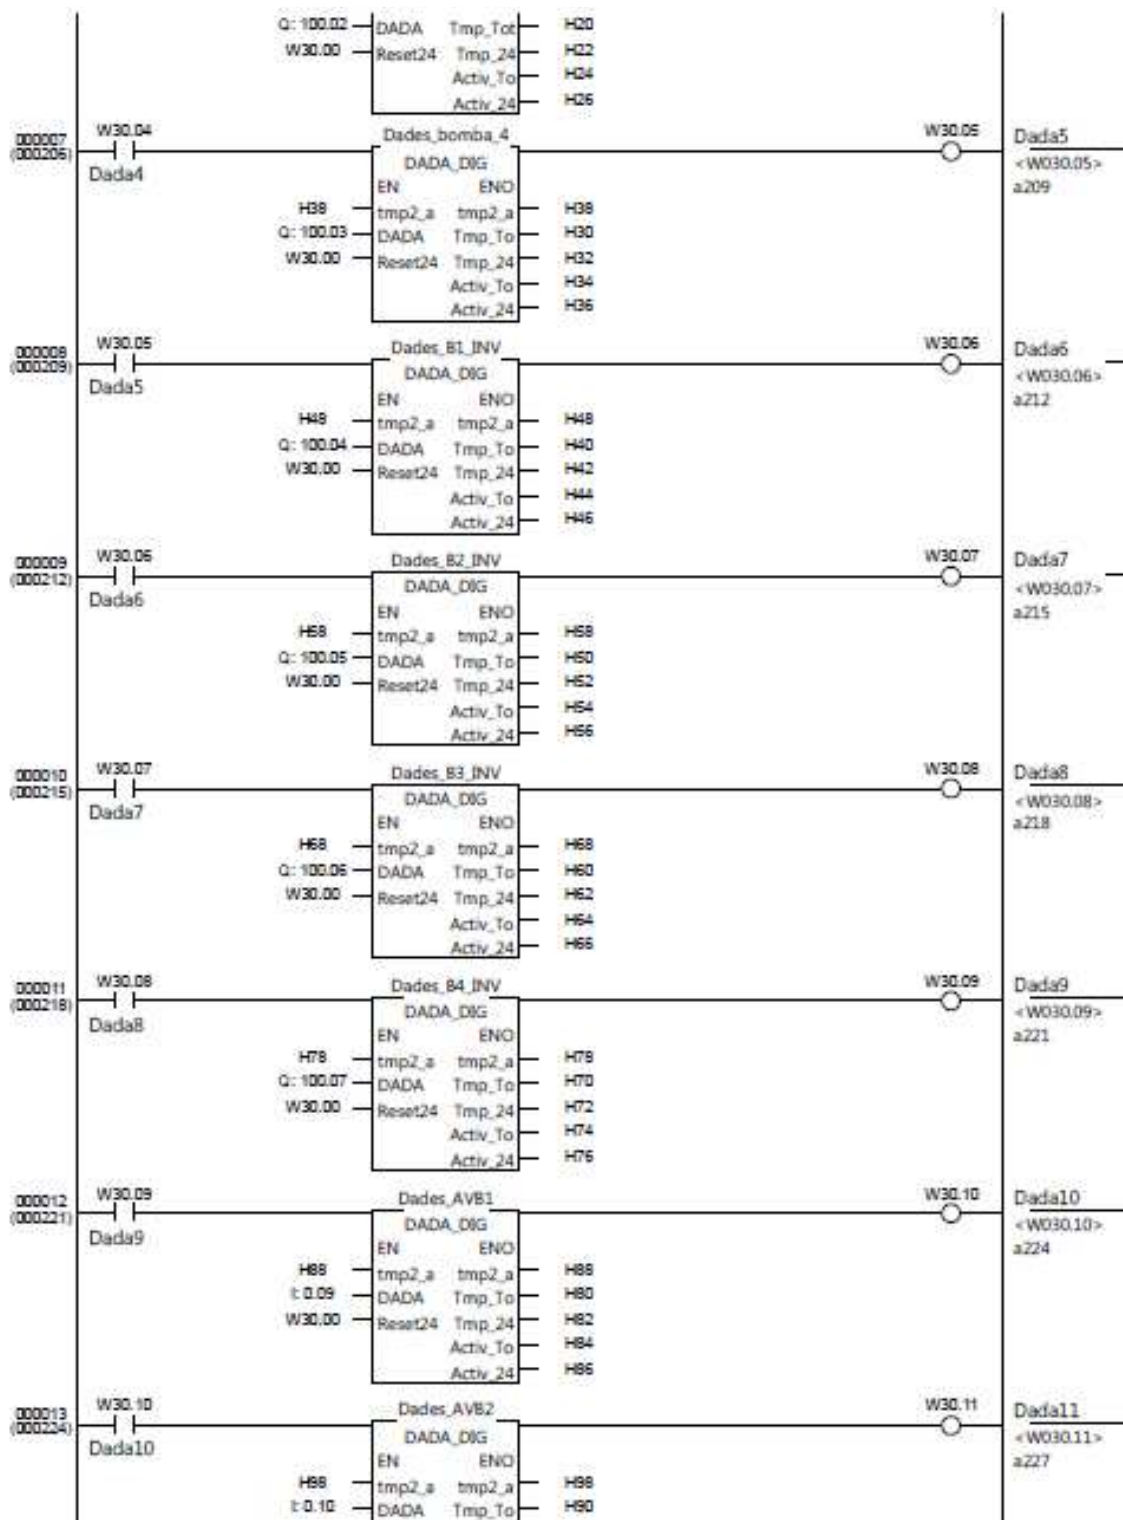 Q: 100.02 DADA Tmp_Tot H20
W30.00 Reset24 Tmp_24 H22
Activ_To H24
Activ_24 H26
000007 W30.04 Dades_bomba_4 W30.05 Dada5
(000206) DADA_DIG <W030.05>
Dada4 EN ENO a209
H38 tmp2_a tmp2_a H38
Q: 100.03 DADA Tmp_To H30
W30.00 Reset24 Tmp_24 H32
Activ_To H34
Activ_24 H36
000008 W30.05 Dades_B1_INV W30.06 Dada6
(000209) DADA_DIG <W030.06>
Dada5 EN ENO a212
H48 tmp2_a tmp2_a H48
Q: 100.04 DADA Tmp_To H40
W30.00 Reset24 Tmp_24 H42
Activ_To H44
Activ_24 H46
000009 W30.06 Dades_B2_INV W30.07 Dada7
(000212) DADA_DIG <W030.07>
Dada6 EN ENO a215
H58 tmp2_a tmp2_a H58
Q: 100.05 DADA Tmp_To H50
W30.00 Reset24 Tmp_24 H52
Activ_To H54
Activ_24 H56
000010 W30.07 Dades_B3_INV W30.08 Dada8
(000215) DADA_DIG <W030.08>
Dada7 EN ENO a218
H68 tmp2_a tmp2_a H68
Q: 100.06 DADA Tmp_To H60
W30.00 Reset24 Tmp_24 H62
Activ_To H64
Activ_24 H66
000011 W30.08 Dades_B4_INV W30.09 Dada9
(000218) DADA_DIG <W030.09>
Dada8 EN ENO a221
H78 tmp2_a tmp2_a H78
Q: 100.07 DADA Tmp_To H70
W30.00 Reset24 Tmp_24 H72
Activ_To H74
Activ_24 H76
000012 W30.09 Dades_AVB1 W30.10 Dada10
(000221) DADA_DIG <W030.10>
Dada9 EN ENO a224
H88 tmp2_a tmp2_a H88
I: 0.09 DADA Tmp_To H80
W30.00 Reset24 Tmp_24 H82
Activ_To H84
Activ_24 H86
000013 W30.10 Dades_AVB2 W30.11 Dada11
(000224) DADA_DIG <W030.11>
Dada10 EN ENO a227
H98 tmp2_a tmp2_a H98
I: 0.10 DADA Tmp_To H90